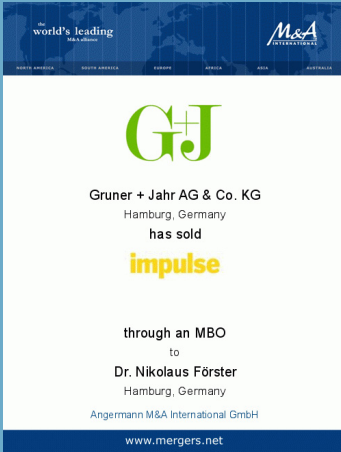 the
world's leading
M&A alliance
M&A
INTERNATIONAL
NORTH AMERICA SOUTH AMERICA EUROPE AFRICA ASIA AUSTRALIA
G+J
Gruner + Jahr AG & Co. KG
Hamburg, Germany
has sold
impulse
through an MBO
to
Dr. Nikolaus Förster
Hamburg, Germany
Angermann M&A International GmbH
www.mergers.net